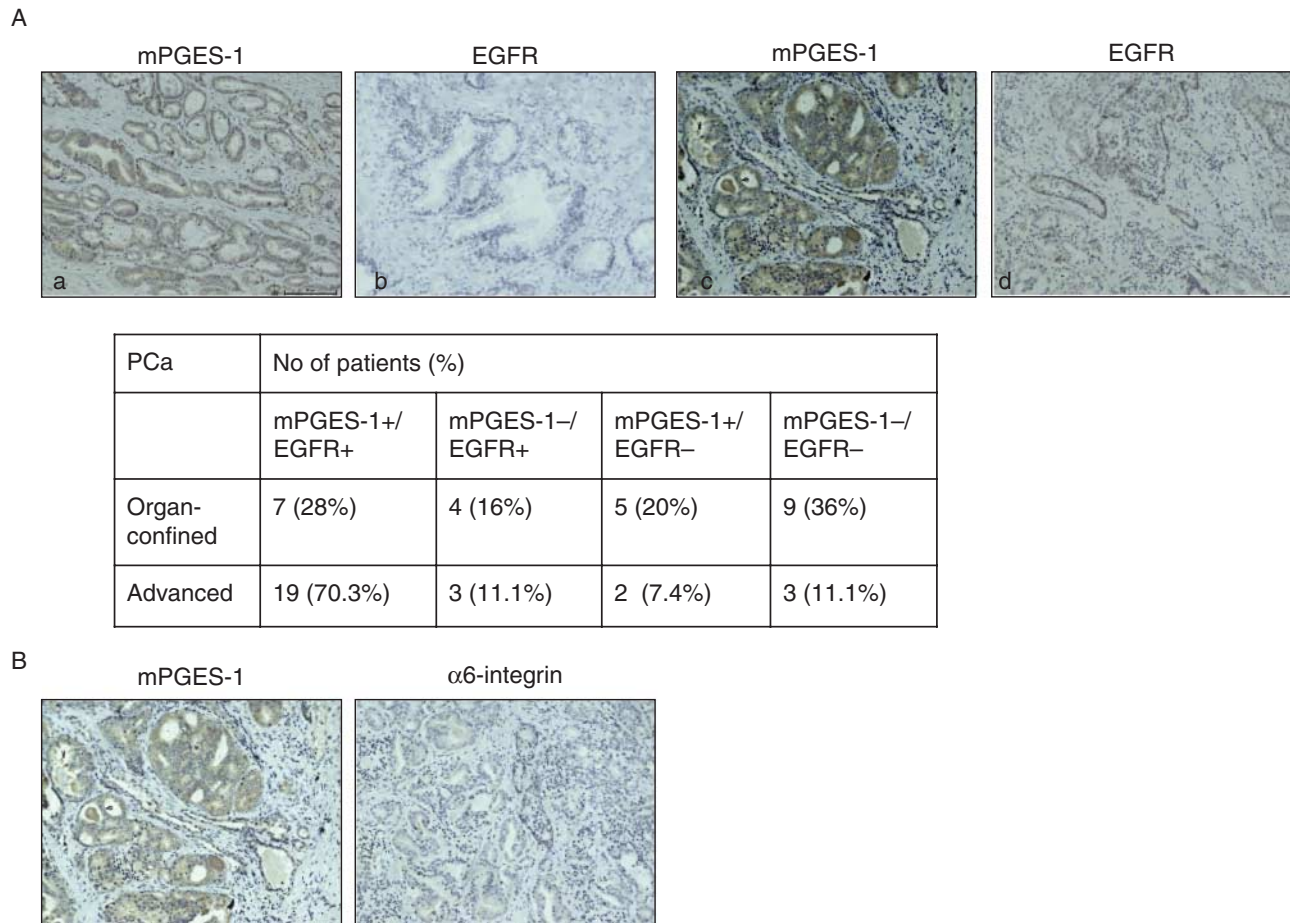 A
mPGES-1
EGFR
mPGES-1
EGFR
a
b
c
d
PCa
No of patients (%)
mPGES-1+/
EGFR+
mPGES-1–/
EGFR+
mPGES-1+/
EGFR–
mPGES-1–/
EGFR–
Organ-
confined
7 (28%)
4 (16%)
5 (20%)
9 (36%)
Advanced
19 (70.3%)
3 (11.1%)
2 (7.4%)
3 (11.1%)
B
mPGES-1
α6-integrin